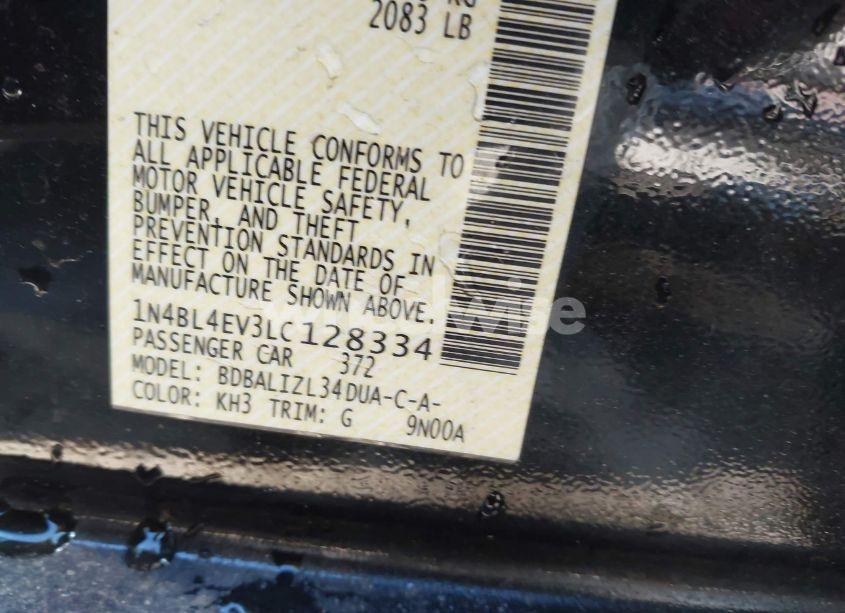 2083 LB
THIS VEHICLE CONFORMS TO
ALL APPLICABLE FEDERAL
MOTOR VEHICLE SAFETY,
BUMPER, AND THEFT
PREVENTION STANDARDS IN
EFFECT ON THE DATE OF
MANUFACTURE SHOWN ABOVE.
1N4BL4EV3LC128334
PASSENGER CAR 372
MODEL: BDBALIZL34DUA-C-A-
COLOR: KH3 TRIM: G 9N00A